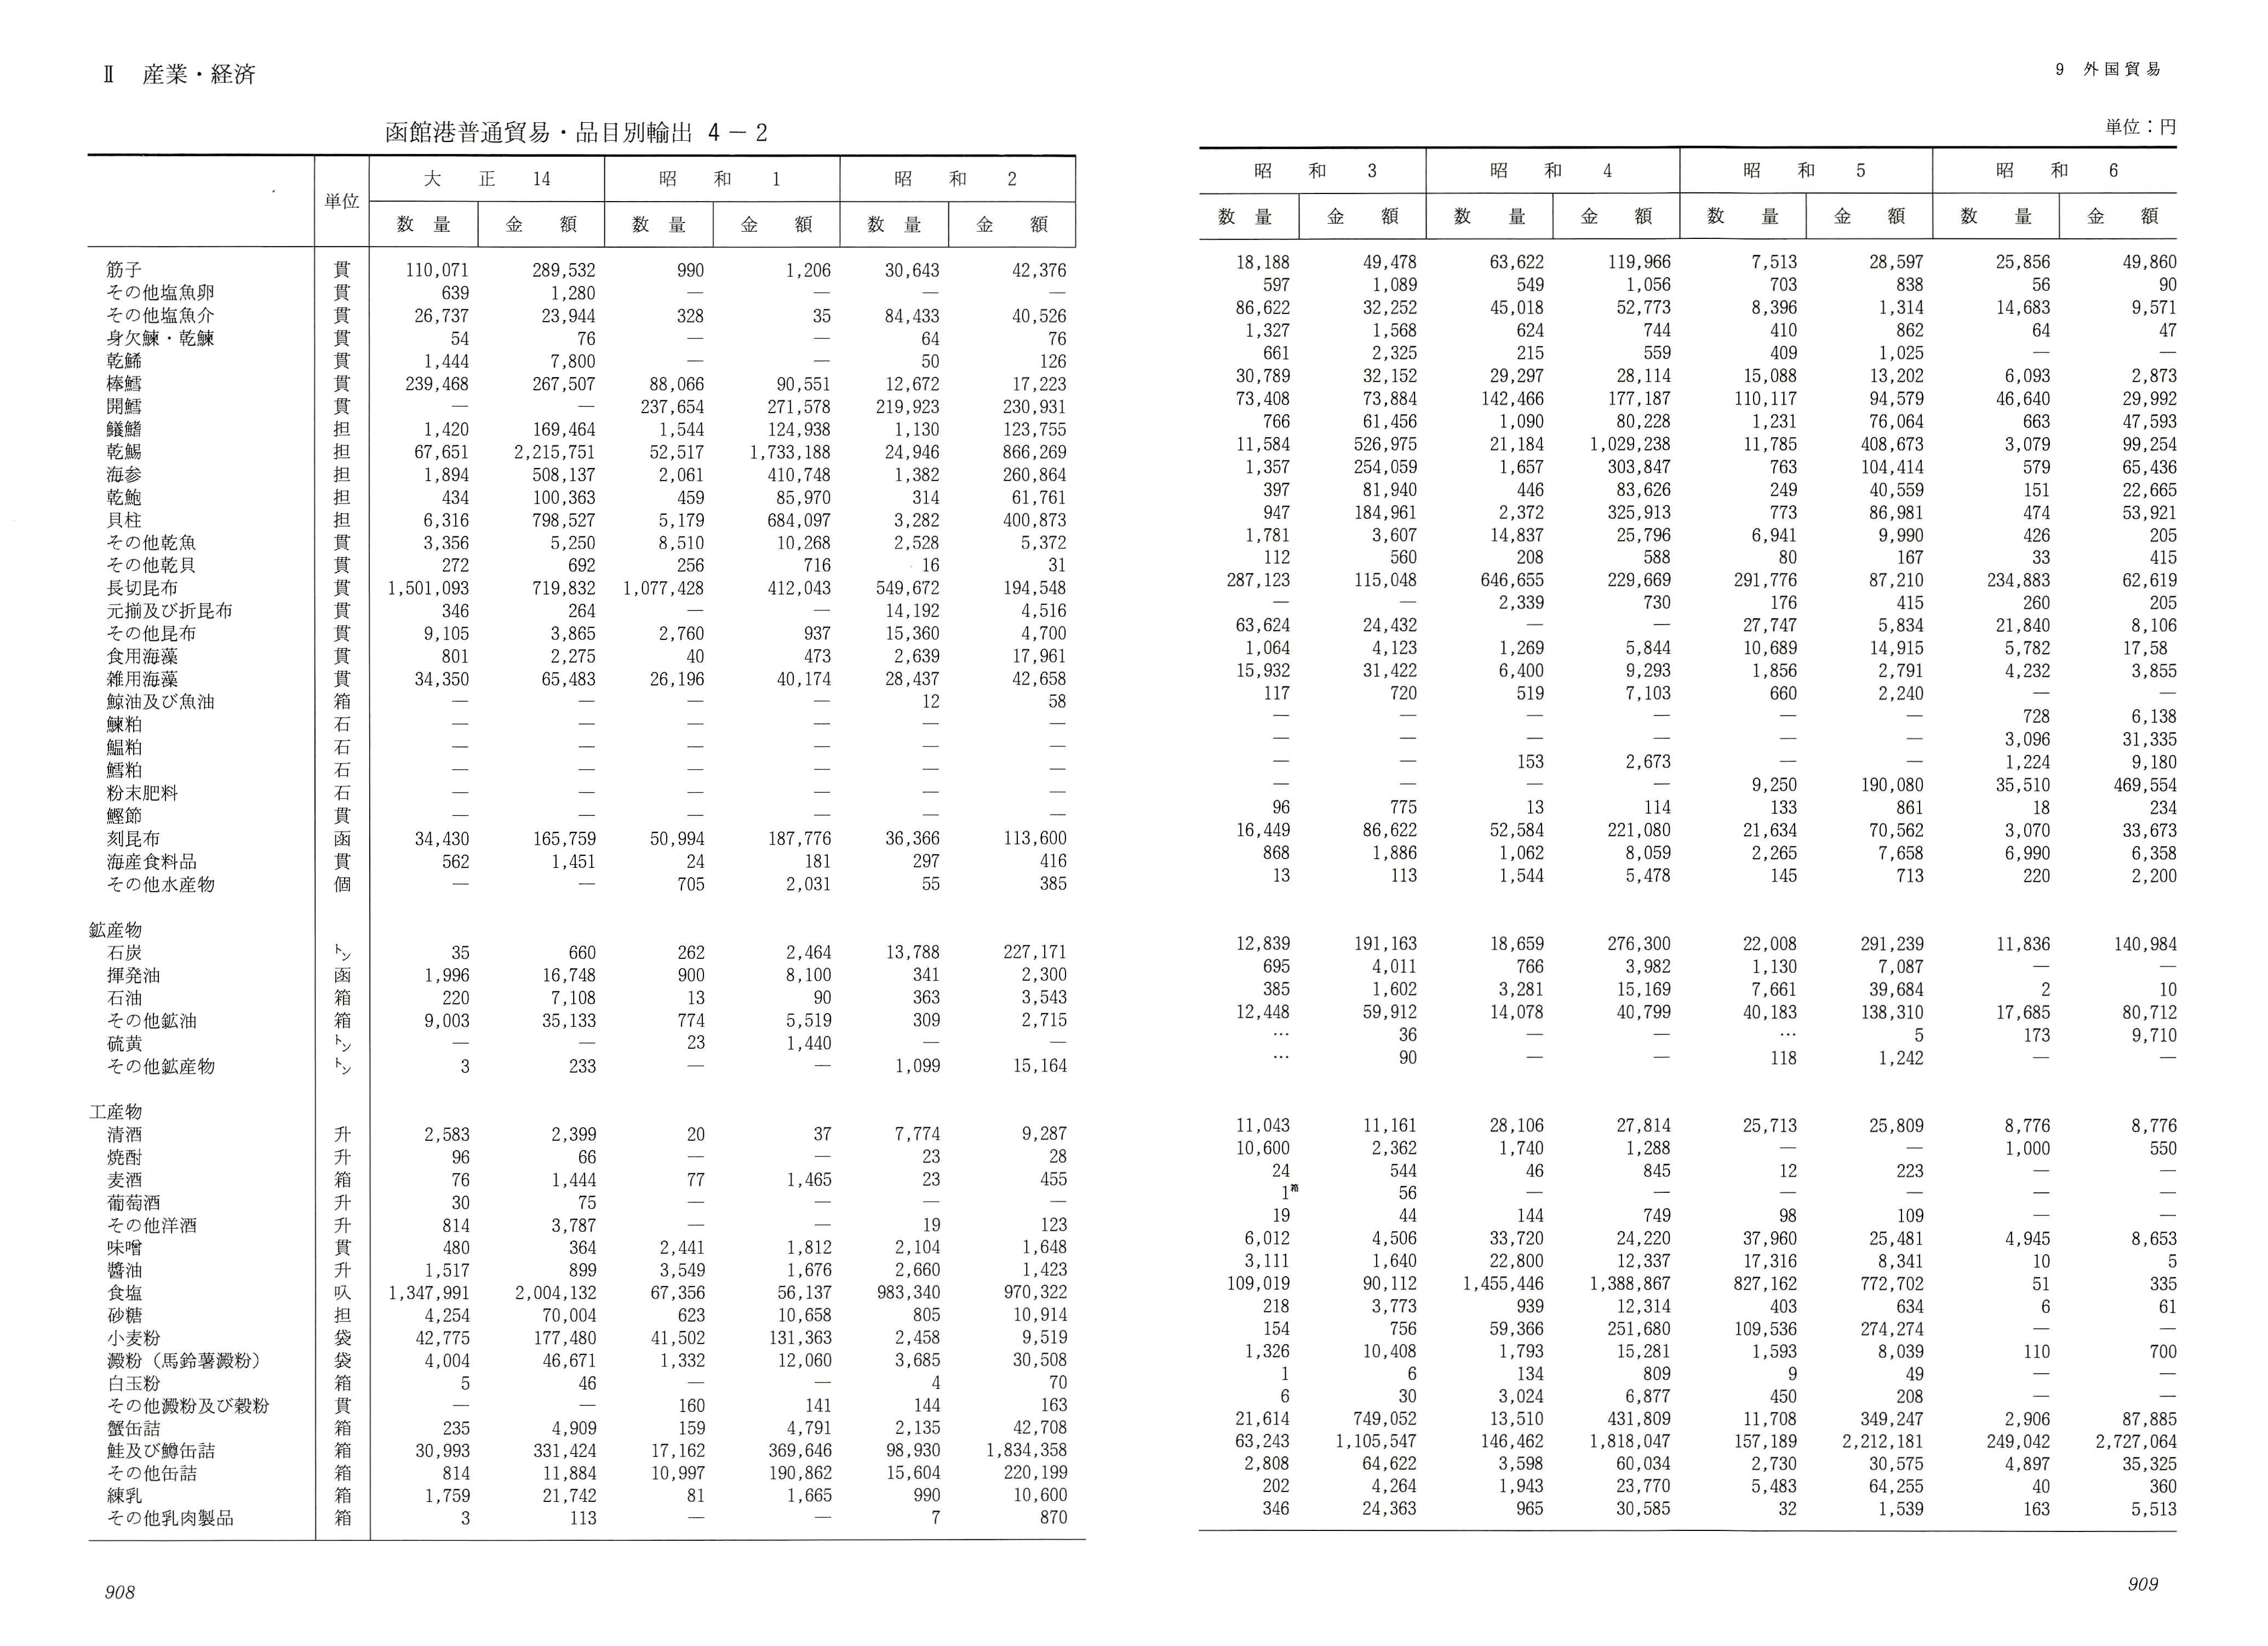 Ⅱ 産業・経済
函館港普通貿易・品目別輸出 4－2
単位 大正14 昭和1 昭和2
数量 金額 数量 金額 数量 金額
筋子 貫 110,071 289,532 990 1,206 30,643 42,376
その他塩魚卵 貫 639 1,280 — — — —
その他塩魚介 貫 26,737 23,944 328 35 84,433 40,526
身欠鰊・乾鰊 貫 54 76 — — 64 76
乾鯑 貫 1,444 7,800 — — 50 126
棒鱈 貫 239,468 267,507 88,066 90,551 12,672 17,223
開鱈 貫 — — 237,654 271,578 219,923 230,931
鱶鰭 担 1,420 169,464 1,544 124,938 1,130 123,755
乾鯣 担 67,651 2,215,751 52,517 1,733,188 24,946 866,269
海参 担 1,894 508,137 2,061 410,748 1,382 260,864
乾鮑 担 434 100,363 459 85,970 314 61,761
貝柱 担 6,316 798,527 5,179 684,097 3,282 400,873
その他乾魚 貫 3,356 5,250 8,510 10,268 2,528 5,372
その他乾貝 貫 272 692 256 716 16 31
長切昆布 貫 1,501,093 719,832 1,077,428 412,043 549,672 194,548
元揃及び折昆布 貫 346 264 — — 14,192 4,516
その他昆布 貫 9,105 3,865 2,760 937 15,360 4,700
食用海藻 貫 801 2,275 40 473 2,639 17,961
雑用海藻 貫 34,350 65,483 26,196 40,174 28,437 42,658
鯨油及び魚油 箱 — — — — 12 58
鰊粕 石 — — — — — —
鰮粕 石 — — — — — —
鱈粕 石 — — — — — —
粉末肥料 石 — — — — — —
鰹節 貫 — — — — — —
刻昆布 函 34,430 165,759 50,994 187,776 36,366 113,600
海産食料品 貫 562 1,451 24 181 297 416
その他水産物 個 — — 705 2,031 55 385
鉱産物
石炭 トン 35 660 262 2,464 13,788 227,171
揮発油 函 1,996 16,748 900 8,100 341 2,300
石油 箱 220 7,108 13 90 363 3,543
その他鉱油 箱 9,003 35,133 774 5,519 309 2,715
硫黄 トン — — 23 1,440 — —
その他鉱産物 トン 3 233 — — 1,099 15,164
工産物
清酒 升 2,583 2,399 20 37 7,774 9,287
焼酎 升 96 66 — — 23 28
麦酒 箱 76 1,444 77 1,465 23 455
葡萄酒 升 30 75 — — — —
その他洋酒 升 814 3,787 — — 19 123
味噌 貫 480 364 2,441 1,812 2,104 1,648
醬油 升 1,517 899 3,549 1,676 2,660 1,423
食塩 叺 1,347,991 2,004,132 67,356 56,137 983,340 970,322
砂糖 担 4,254 70,004 623 10,658 805 10,914
小麦粉 袋 42,775 177,480 41,502 131,363 2,458 9,519
澱粉（馬鈴薯澱粉） 袋 4,004 46,671 1,332 12,060 3,685 30,508
白玉粉 箱 5 46 — — 4 70
その他澱粉及び穀粉 貫 — — 160 141 144 163
蟹缶詰 箱 235 4,909 159 4,791 2,135 42,708
鮭及び鱒缶詰 箱 30,993 331,424 17,162 369,646 98,930 1,834,358
その他缶詰 箱 814 11,884 10,997 190,862 15,604 220,199
練乳 箱 1,759 21,742 81 1,665 990 10,600
その他乳肉製品 箱 3 113 — — 7 870
908
9 外国貿易
単位：円
昭和3 昭和4 昭和5 昭和6
数量 金額 数量 金額 数量 金額 数量 金額
18,188 49,478 63,622 119,966 7,513 28,597 25,856 49,860
597 1,089 549 1,056 703 838 56 90
86,622 32,252 45,018 52,773 8,396 1,314 14,683 9,571
1,327 1,568 624 744 410 862 64 47
661 2,325 215 559 409 1,025 — —
30,789 32,152 29,297 28,114 15,088 13,202 6,093 2,873
73,408 73,884 142,466 177,187 110,117 94,579 46,640 29,992
766 61,456 1,090 80,228 1,231 76,064 663 47,593
11,584 526,975 21,184 1,029,238 11,785 408,673 3,079 99,254
1,357 254,059 1,657 303,847 763 104,414 579 65,436
397 81,940 446 83,626 249 40,559 151 22,665
947 184,961 2,372 325,913 773 86,981 474 53,921
1,781 3,607 14,837 25,796 6,941 9,990 426 205
112 560 208 588 80 167 33 415
287,123 115,048 646,655 229,669 291,776 87,210 234,883 62,619
— — 2,339 730 176 415 260 205
63,624 24,432 — — 27,747 5,834 21,840 8,106
1,064 4,123 1,269 5,844 10,689 14,915 5,782 17,58
15,932 31,422 6,400 9,293 1,856 2,791 4,232 3,855
117 720 519 7,103 660 2,240 — —
— — — — — — 728 6,138
— — — — — — 3,096 31,335
— — 153 2,673 — — 1,224 9,180
— — — — 9,250 190,080 35,510 469,554
96 775 13 114 133 861 18 234
16,449 86,622 52,584 221,080 21,634 70,562 3,070 33,673
868 1,886 1,062 8,059 2,265 7,658 6,990 6,358
13 113 1,544 5,478 145 713 220 2,200
12,839 191,163 18,659 276,300 22,008 291,239 11,836 140,984
695 4,011 766 3,982 1,130 7,087 — —
385 1,602 3,281 15,169 7,661 39,684 2 10
12,448 59,912 14,078 40,799 40,183 138,310 17,685 80,712
… 36 — — … 5 173 9,710
… 90 — — 118 1,242 — —
11,043 11,161 28,106 27,814 25,713 25,809 8,776 8,776
10,600 2,362 1,740 1,288 — — 1,000 550
24 544 46 845 12 223 — —
1箱 56 — — — — — —
19 44 144 749 98 109 — —
6,012 4,506 33,720 24,220 37,960 25,481 4,945 8,653
3,111 1,640 22,800 12,337 17,316 8,341 10 5
109,019 90,112 1,455,446 1,388,867 827,162 772,702 51 335
218 3,773 939 12,314 403 634 6 61
154 756 59,366 251,680 109,536 274,274 — —
1,326 10,408 1,793 15,281 1,593 8,039 110 700
1 6 134 809 9 49 — —
6 30 3,024 6,877 450 208 — —
21,614 749,052 13,510 431,809 11,708 349,247 2,906 87,885
63,243 1,105,547 146,462 1,818,047 157,189 2,212,181 249,042 2,727,064
2,808 64,622 3,598 60,034 2,730 30,575 4,897 35,325
202 4,264 1,943 23,770 5,483 64,255 40 360
346 24,363 965 30,585 32 1,539 163 5,513
909